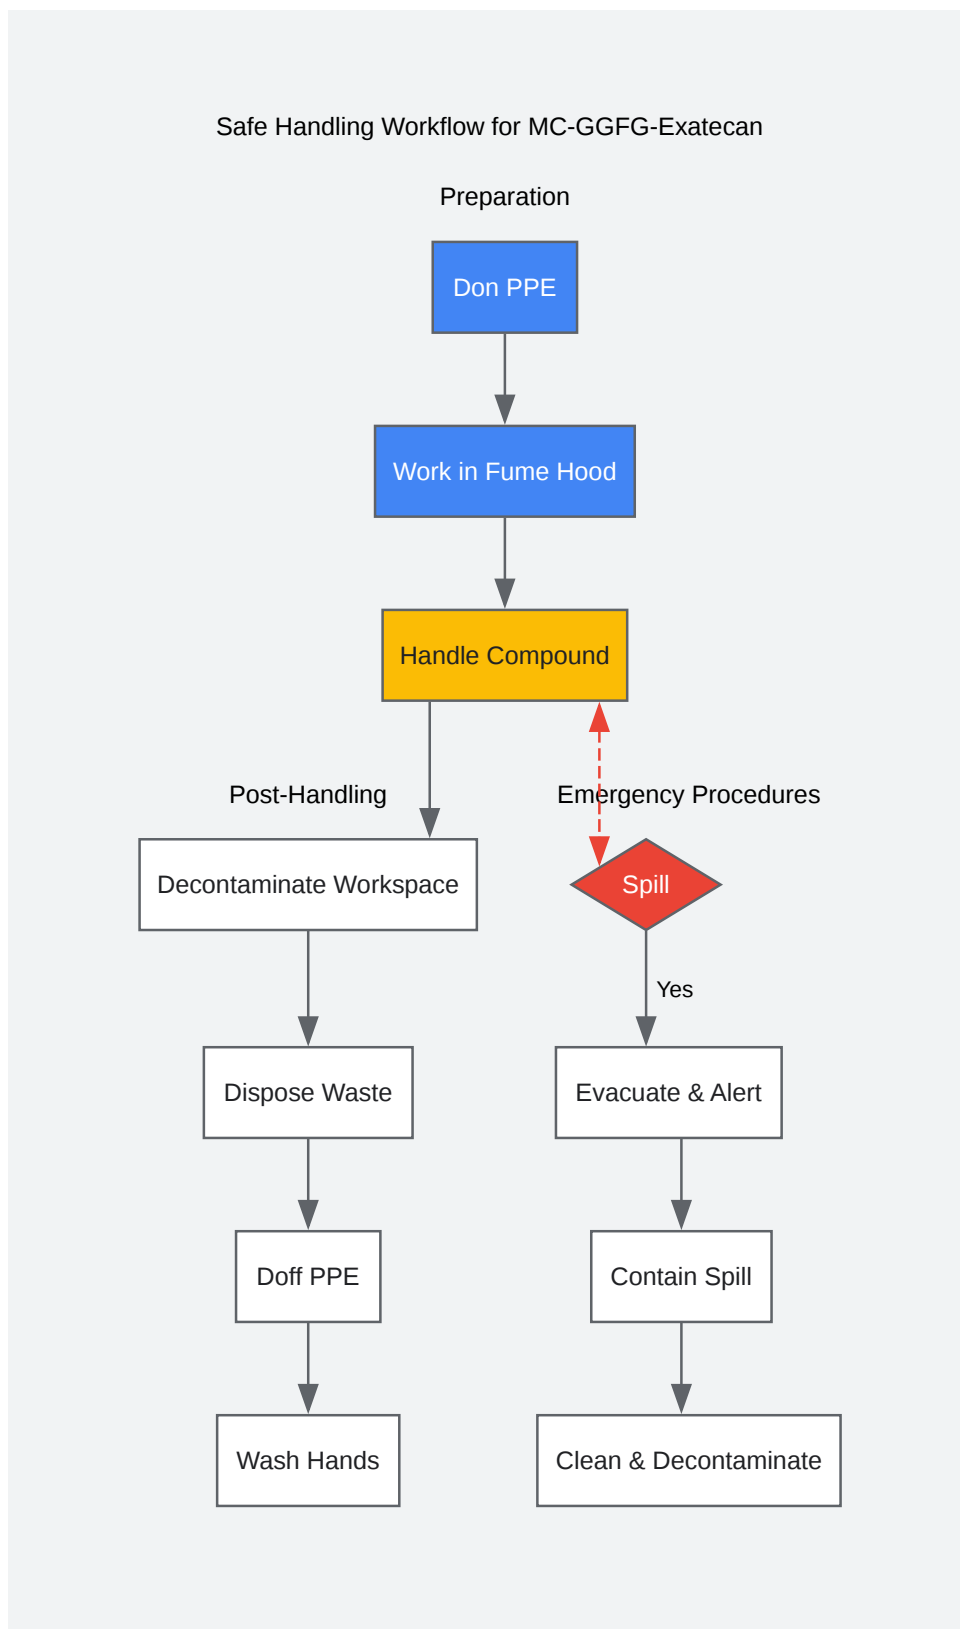 Safe Handling Workflow for MC-GGFG-Exatecan
Preparation
Don PPE
Work in Fume Hood
Handle Compound
Post-Handling
Decontaminate Workspace
Dispose Waste
Doff PPE
Wash Hands
Emergency Procedures
Spill
Yes
Evacuate & Alert
Contain Spill
Clean & Decontaminate